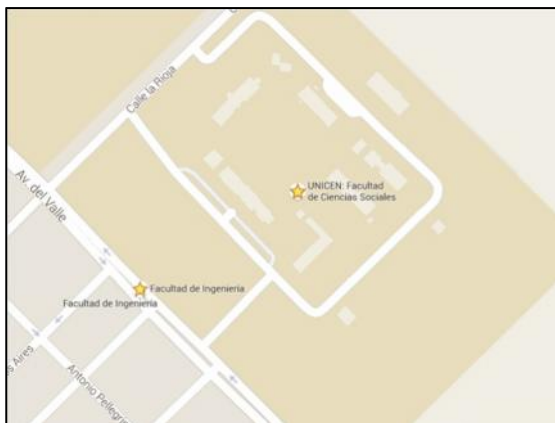 Calle la Rioja
Av. del Valle
UNICEN: Facultad
de Ciencias Sociales
Facultad de Ingeniería
Facultad de Ingeniería
Aires
Antonio Pellegri